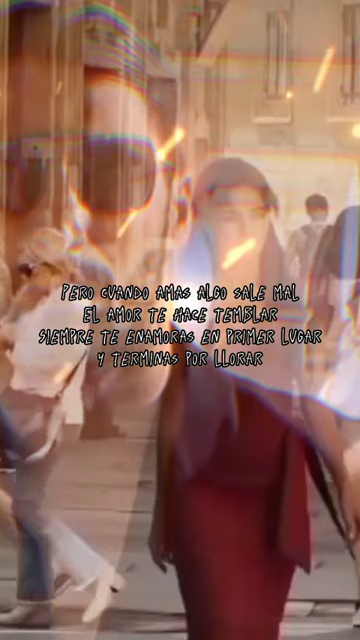 PERO CUANDO AMAS ALGO SALE MAL
EL AMOR TE HACE TEMBLAR
SIEMPRE TE ENAMORAS EN PRIMER LUGAR
Y TERMINAS POR LLORAR